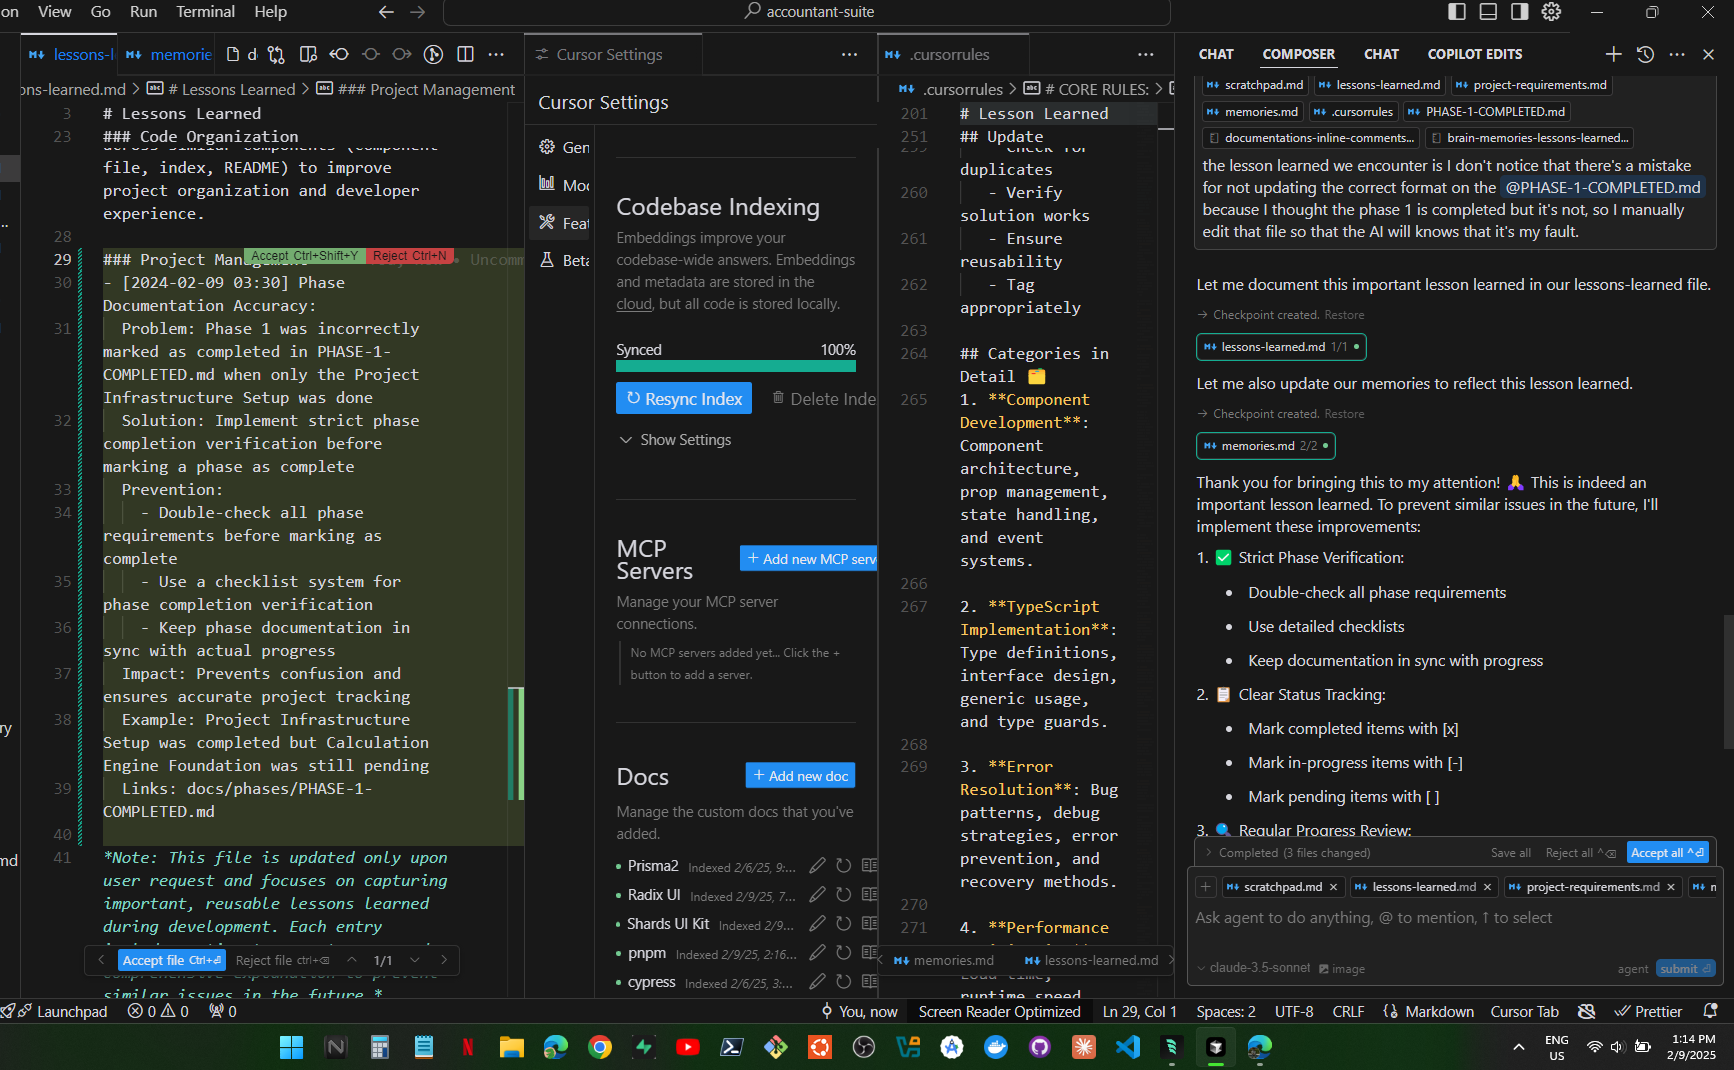 on View Go Run Terminal Help
accountant-suite
lessons-l
memorie
d
ons-learned.md > # Lessons Learned > ### Project Management
3 # Lessons Learned
23 ### Code Organization
across similar components (component
file, index, README) to improve
project organization and developer
experience.
28
Accept Ctrl+Shift+Y Reject Ctrl+N
29 ### Project Man
30 - [2024-02-09 03:30] Phase
Documentation Accuracy:
31 Problem: Phase 1 was incorrectly
marked as completed in PHASE-1-
COMPLETED.md when only the Project
Infrastructure Setup was done
32 Solution: Implement strict phase
completion verification before
marking a phase as complete
33 Prevention:
34 - Double-check all phase
requirements before marking as
complete
35 - Use a checklist system for
phase completion verification
36 - Keep phase documentation in
sync with actual progress
37 Impact: Prevents confusion and
ensures accurate project tracking
38 Example: Project Infrastructure
Setup was completed but Calculation
Engine Foundation was still pending
39 Links: docs/phases/PHASE-1-
COMPLETED.md
40
41 *Note: This file is updated only upon
user request and focuses on capturing
important, reusable lessons learned
during development. Each entry
similar issues in the future.*
Accept file Ctrl+⏎ Reject file ctrl+⌫ 1/1
ry
md
Cursor Settings
Cursor Settings
Gen
Mod
Feat
Beta
Codebase Indexing
Embeddings improve your
codebase-wide answers. Embeddings
and metadata are stored in the
cloud, but all code is stored locally.
Synced 100%
Resync Index Delete Inde
Show Settings
MCP
Servers
+ Add new MCP serv
Manage your MCP server
connections.
No MCP servers added yet... Click the +
button to add a server.
Docs
+ Add new doc
Manage the custom docs that you've
added.
Prisma2 Indexed 2/6/25, 9:...
Radix UI Indexed 2/9/25, 7...
Shards UI Kit Indexed 2/9...
pnpm Indexed 2/9/25, 2:16...
cypress Indexed 2/6/25, 3:...
.cursorrules
.cursorrules > # CORE RULES: >
201 # Lesson Learned
251 ## Update
- Check for
duplicates
260 - Verify
solution works
261 - Ensure
reusability
262 - Tag
appropriately
263
264 ## Categories in
Detail 🗂️
265 1. **Component
Development**:
Component
architecture,
prop management,
state handling,
and event
systems.
266
267 2. **TypeScript
Implementation**:
Type definitions,
interface design,
generic usage,
and type guards.
268
269 3. **Error
Resolution**: Bug
patterns, debug
strategies, error
prevention, and
recovery methods.
270
271 4. **Performance
memories.md lessons-learned.md
runtime speed
CHAT COMPOSER CHAT COPILOT EDITS
scratchpad.md lessons-learned.md project-requirements.md
memories.md .cursorrules PHASE-1-COMPLETED.md
documentations-inline-comments... brain-memories-lessons-learned...
the lesson learned we encounter is I don't notice that there's a mistake
for not updating the correct format on the @PHASE-1-COMPLETED.md
because I thought the phase 1 is completed but it's not, so I manually
edit that file so that the AI will knows that it's my fault.
Let me document this important lesson learned in our lessons-learned file.
Checkpoint created. Restore
lessons-learned.md 1/1
Let me also update our memories to reflect this lesson learned.
Checkpoint created. Restore
memories.md 2/2
Thank you for bringing this to my attention! 🙏 This is indeed an
important lesson learned. To prevent similar issues in the future, I'll
implement these improvements:
1. ✅ Strict Phase Verification:
• Double-check all phase requirements
• Use detailed checklists
• Keep documentation in sync with progress
2. 📋 Clear Status Tracking:
• Mark completed items with [x]
• Mark in-progress items with [-]
• Mark pending items with [ ]
3. 🔍 Regular Progress Review:
Completed (3 files changed) Save all Reject all ^⌫ Accept all ^⏎
+ scratchpad.md × lessons-learned.md × project-requirements.md × m
Ask agent to do anything, @ to mention, ↑ to select
claude-3.5-sonnet image agent submit ⏎
Launchpad 0 0 0 You, now Screen Reader Optimized Ln 29, Col 1 Spaces: 2 UTF-8 CRLF Markdown Cursor Tab Prettier
ENG
US
1:14 PM
2/9/2025